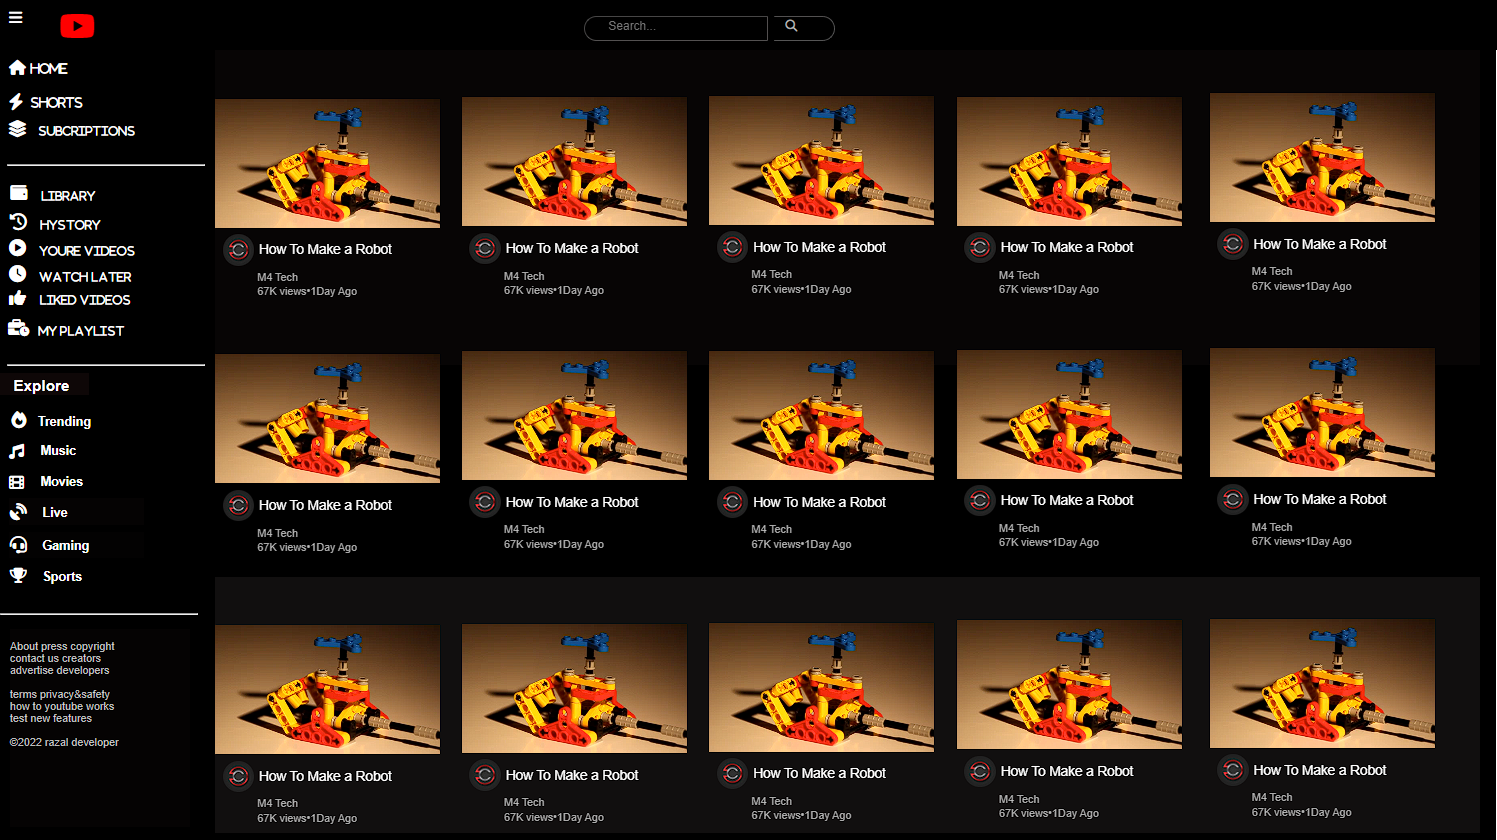 Search...
HOME
SHORTS
SUBCRIPTIONS
LIBRARY
HYSTORY
YOURE VIDEOS
WATCH LATER
LIKED VIDEOS
MY PLAYLIST
Explore
Trending
Music
Movies
Live
Gaming
Sports
About press copyright
contact us creators
advertise developers
terms privacy&safety
how to youtube works
test new features
©2022 razal developer
How To Make a Robot
M4 Tech
67K views•1Day Ago
How To Make a Robot
M4 Tech
67K views•1Day Ago
How To Make a Robot
M4 Tech
67K views•1Day Ago
How To Make a Robot
M4 Tech
67K views•1Day Ago
How To Make a Robot
M4 Tech
67K views•1Day Ago
How To Make a Robot
M4 Tech
67K views•1Day Ago
How To Make a Robot
M4 Tech
67K views•1Day Ago
How To Make a Robot
M4 Tech
67K views•1Day Ago
How To Make a Robot
M4 Tech
67K views•1Day Ago
How To Make a Robot
M4 Tech
67K views•1Day Ago
How To Make a Robot
M4 Tech
67K views•1Day Ago
How To Make a Robot
M4 Tech
67K views•1Day Ago
How To Make a Robot
M4 Tech
67K views•1Day Ago
How To Make a Robot
M4 Tech
67K views•1Day Ago
How To Make a Robot
M4 Tech
67K views•1Day Ago